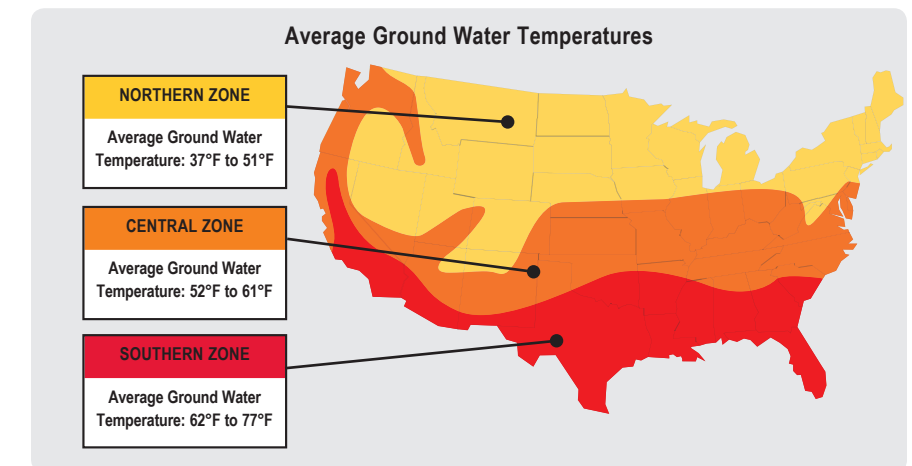 Average Ground Water Temperatures
NORTHERN ZONE
Average Ground Water
Temperature: 37°F to 51°F
CENTRAL ZONE
Average Ground Water
Temperature: 52°F to 61°F
SOUTHERN ZONE
Average Ground Water
Temperature: 62°F to 77°F